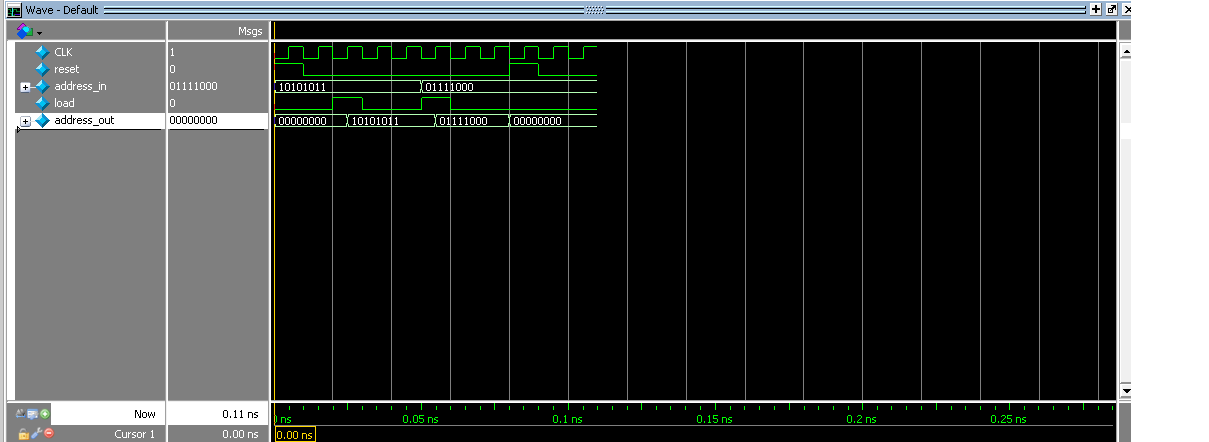 Wave - Default
Msgs
CLK 1
reset 0
address_in 01111000 10101011 01111000
load 0
address_out 00000000 00000000 10101011 01111000 00000000
Now 0.11 ns ns 0.05 ns 0.1 ns 0.15 ns 0.2 ns 0.25 ns
Cursor 1 0.00 ns 0.00 ns